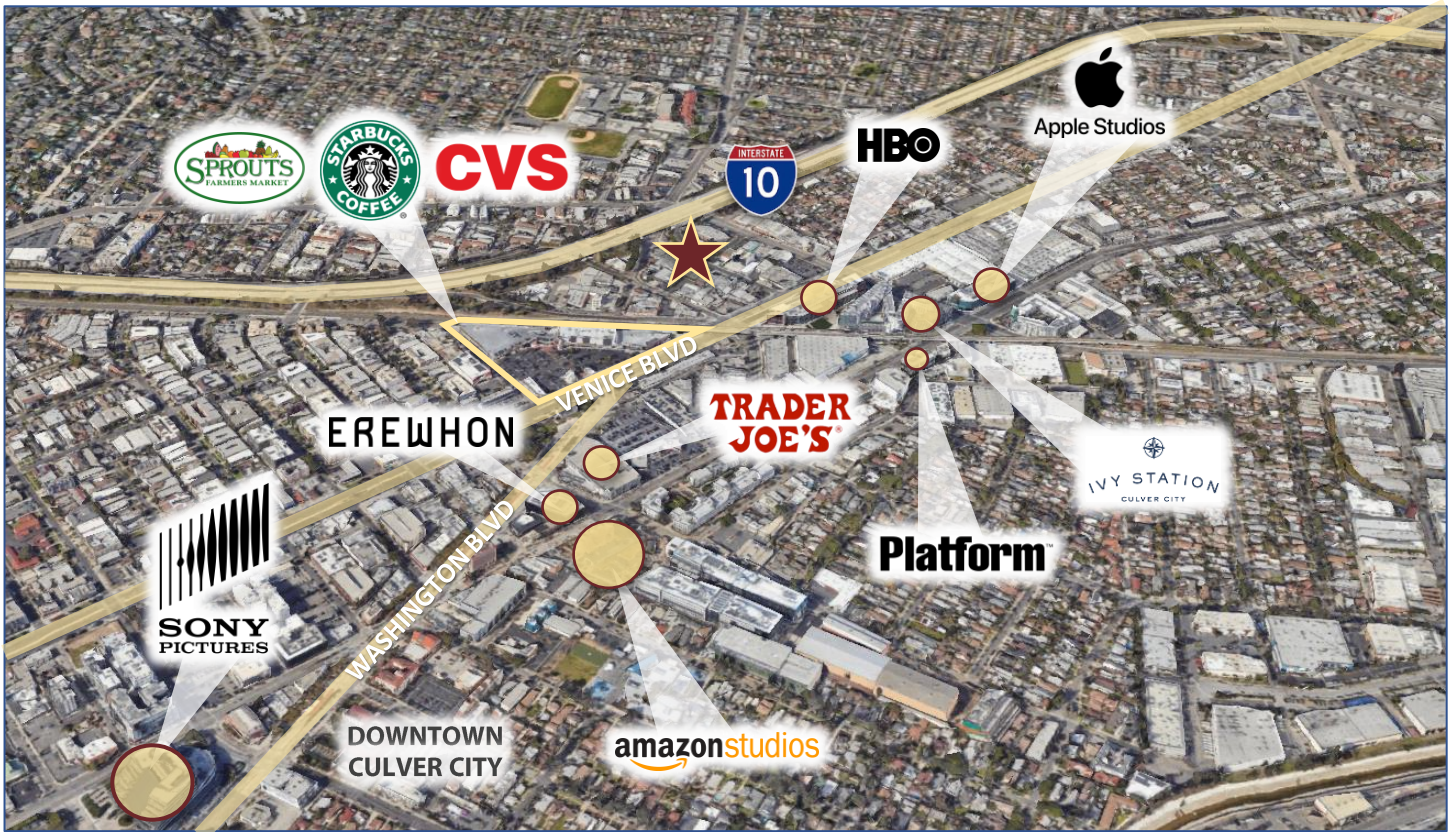 SPROUTS
FARMERS MARKET
STARBUCKS
COFFEE
®
CVS
INTERSTATE
10
HBO
Apple Studios
VENICE BLVD
EREWHON
TRADER
JOE'S®
IVY STATION
CULVER CITY
Platform™
WASHINGTON BLVD
SONY
PICTURES
DOWNTOWN
CULVER CITY
amazonstudios